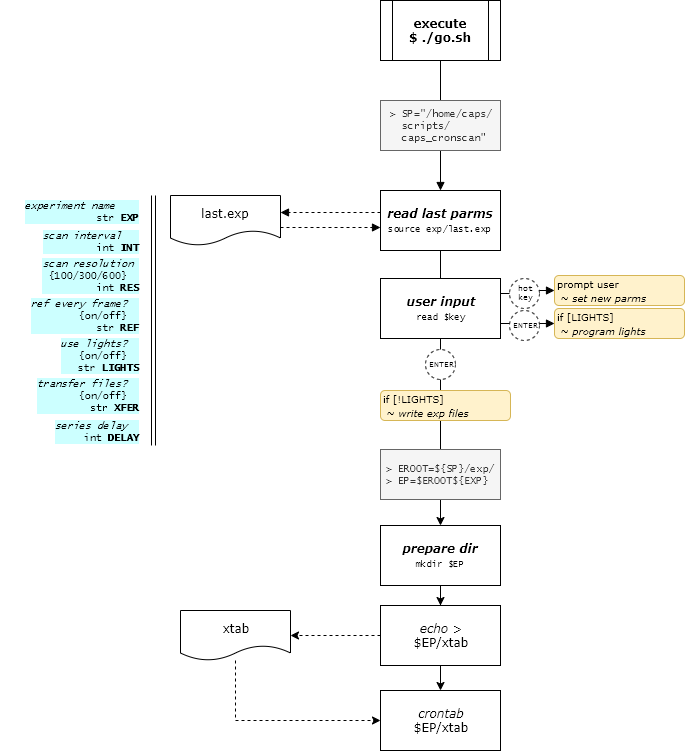 execute
$ ./go.sh
> SP="/home/caps/
scripts/
caps_cronscan"
experiment name
str EXP
scan interval
int INT
scan resolution
{100/300/600}
int RES
ref every frame?
{on/off}
str REF
use lights?
{on/off}
str LIGHTS
transfer files?
{on/off}
str XFER
series delay
int DELAY
last.exp
read last parms
source exp/last.exp
user input
read $key
hot
key
prompt user
~ set new parms
ENTER
if [LIGHTS]
~ program lights
ENTER
if [!LIGHTS]
~ write exp files
> EROOT=${SP}/exp/
> EP=$EROOT${EXP}
prepare dir
mkdir $EP
xtab
echo >
$EP/xtab
crontab
$EP/xtab